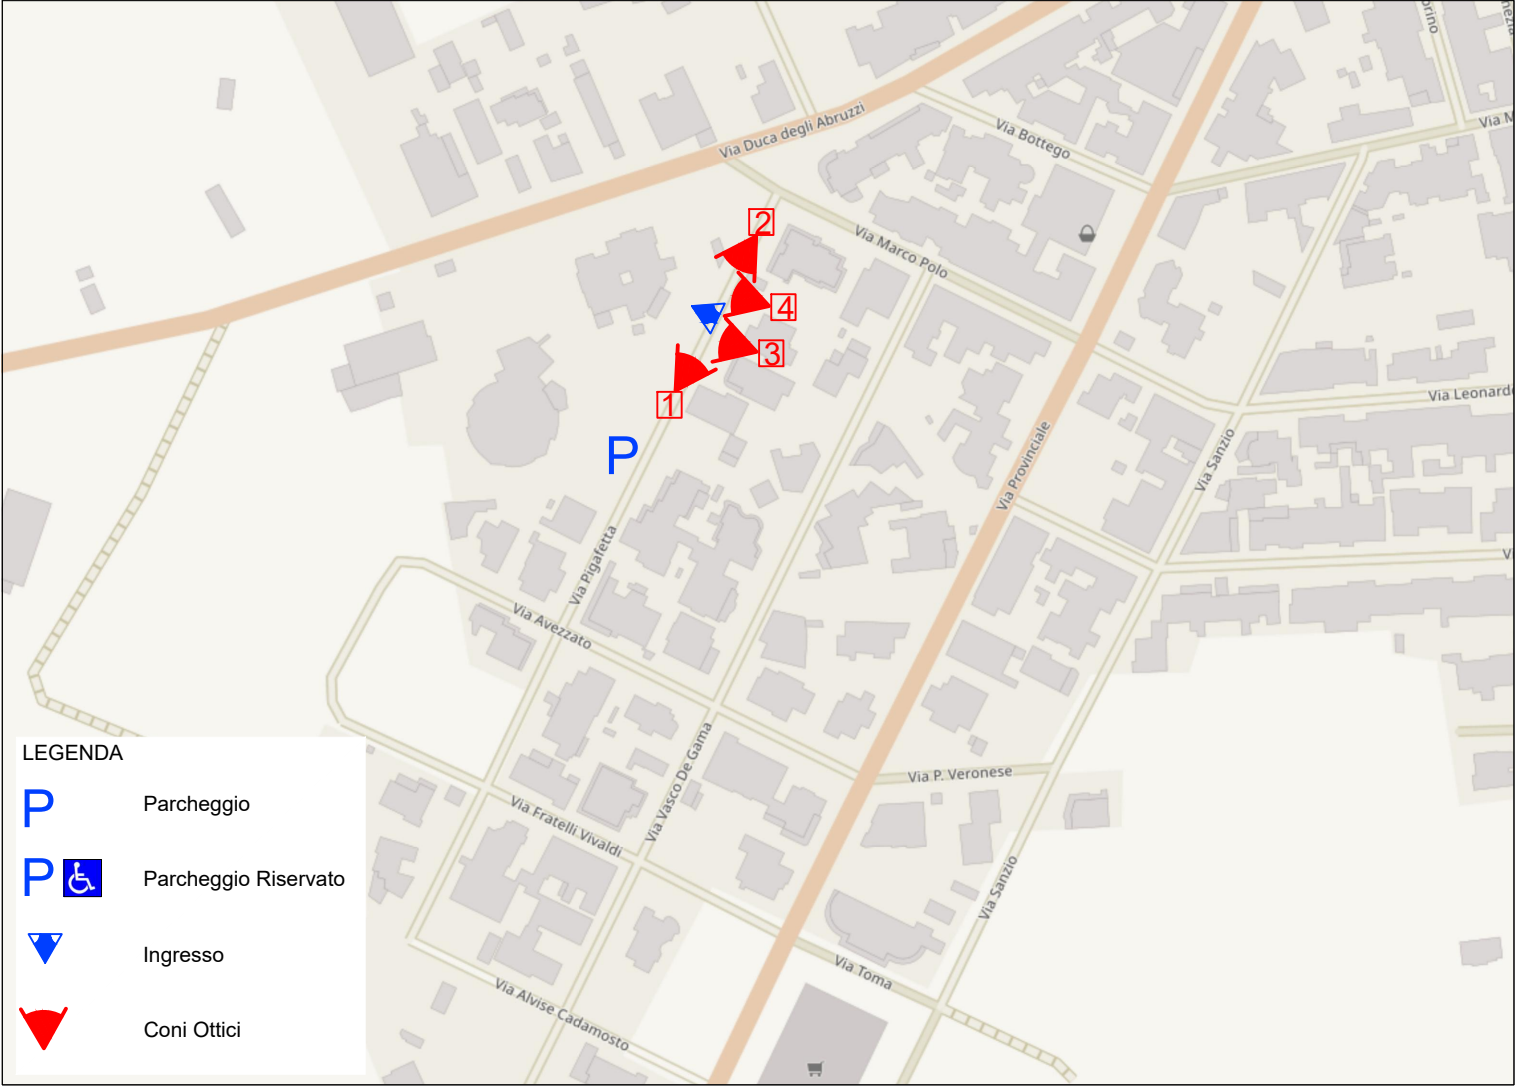 Via Duca degli Abruzzi
Via Bottego
Via M
2
Via Marco Polo
4
3
1
Via Leonardo
P
Via Provinciale
Via Sanzio
Via Pigafetta
Via Avezzato
Via P. Veronese
Via Vasco De Gama
Via Fratelli Vivaldi
Via Sanzio
Via Toma
Via Alvise Cadamosto
LEGENDA
P Parcheggio
P Parcheggio Riservato
Ingresso
Coni Ottici